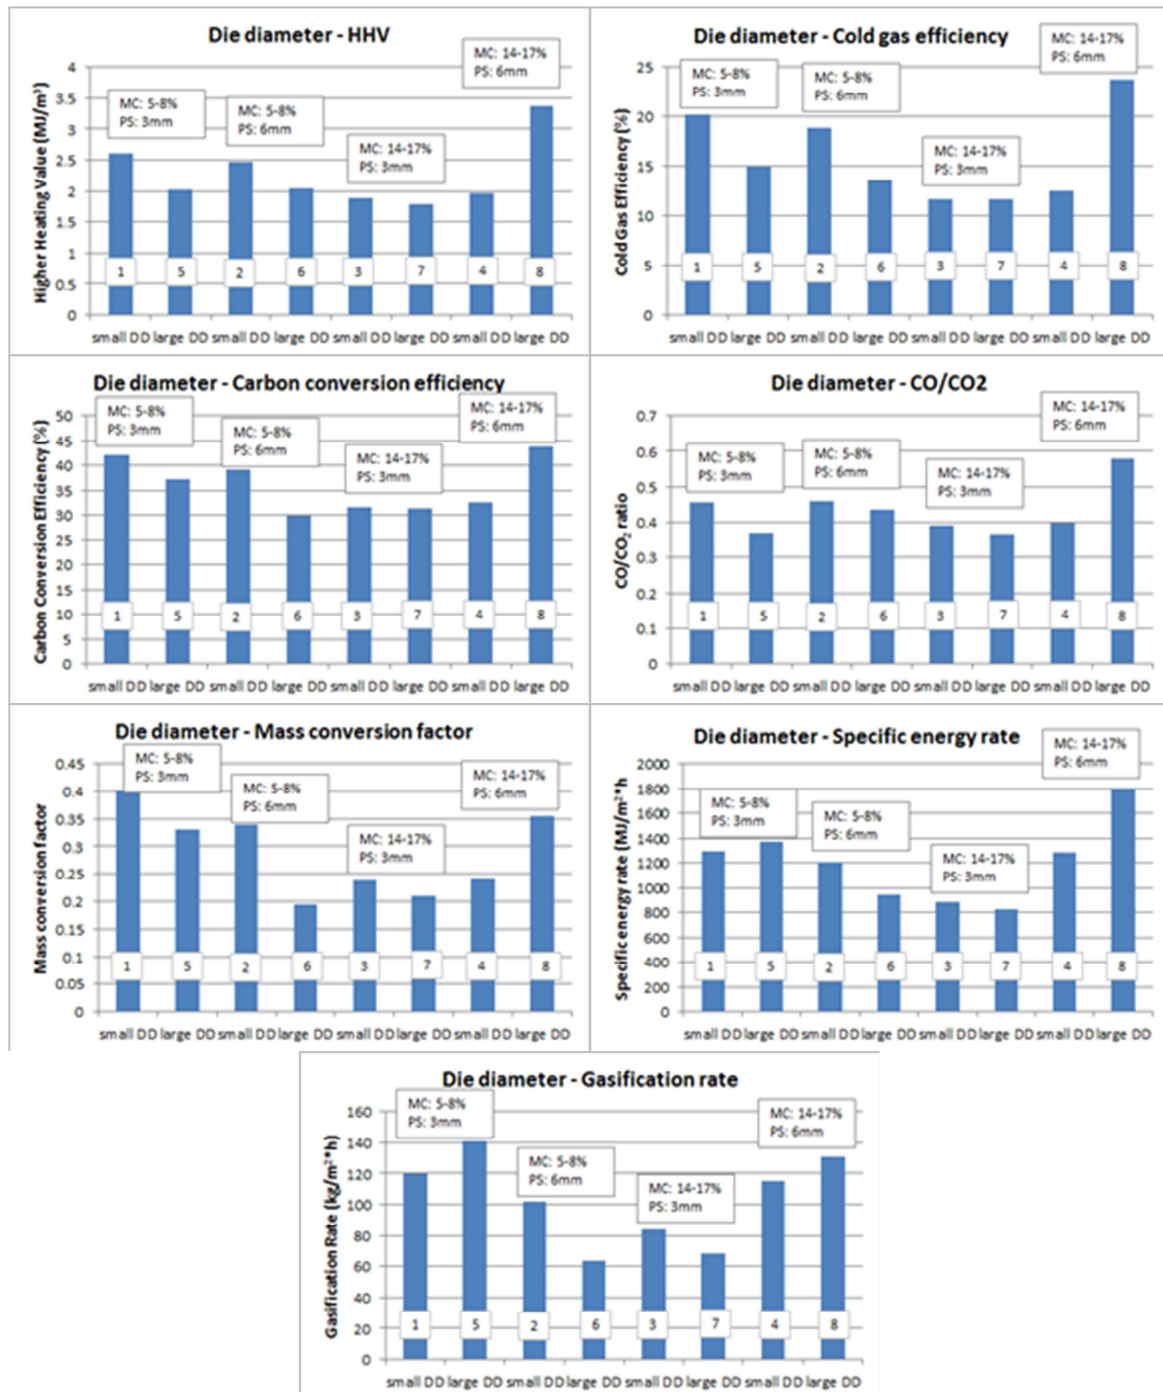 Die diameter - HHV
Higher Heating Value (MJ/m³)
4
3.5
3
2.5
2
1.5
1
0.5
0
MC: 5-8%
PS: 3mm
MC: 5-8%
PS: 6mm
MC: 14-17%
PS: 3mm
MC: 14-17%
PS: 6mm
1 5 2 6 3 7 4 8
small DD large DD small DD large DD small DD large DD small DD large DD
Die diameter - Cold gas efficiency
Cold Gas Efficiency (%)
25
20
15
10
5
0
MC: 5-8%
PS: 3mm
MC: 5-8%
PS: 6mm
MC: 14-17%
PS: 3mm
MC: 14-17%
PS: 6mm
1 5 2 6 3 7 4 8
small DD large DD small DD large DD small DD large DD small DD large DD
Die diameter - Carbon conversion efficiency
Carbon Conversion Efficiency (%)
50
45
40
35
30
25
20
15
10
5
0
MC: 5-8%
PS: 3mm
MC: 5-8%
PS: 6mm
MC: 14-17%
PS: 3mm
MC: 14-17%
PS: 6mm
1 5 2 6 3 7 4 8
small DD large DD small DD large DD small DD large DD small DD large DD
Die diameter - CO/CO2
CO/CO₂ ratio
0.7
0.6
0.5
0.4
0.3
0.2
0.1
0
MC: 5-8%
PS: 3mm
MC: 5-8%
PS: 6mm
MC: 14-17%
PS: 3mm
MC: 14-17%
PS: 6mm
1 5 2 6 3 7 4 8
small DD large DD small DD large DD small DD large DD small DD large DD
Die diameter - Mass conversion factor
Mass conversion factor
0.45
0.4
0.35
0.3
0.25
0.2
0.15
0.1
0.05
0
MC: 5-8%
PS: 3mm
MC: 5-8%
PS: 6mm
MC: 14-17%
PS: 3mm
MC: 14-17%
PS: 6mm
1 5 2 6 3 7 4 8
small DD large DD small DD large DD small DD large DD small DD large DD
Die diameter - Specific energy rate
Specific energy rate (MJ/m²*h)
2000
1800
1600
1400
1200
1000
800
600
400
200
0
MC: 5-8%
PS: 3mm
MC: 5-8%
PS: 6mm
MC: 14-17%
PS: 3mm
MC: 14-17%
PS: 6mm
1 5 2 6 3 7 4 8
small DD large DD small DD large DD small DD large DD small DD large DD
Die diameter - Gasification rate
Gasification Rate (kg/m²*h)
160
140
120
100
80
60
40
20
0
MC: 5-8%
PS: 3mm
MC: 5-8%
PS: 6mm
MC: 14-17%
PS: 3mm
MC: 14-17%
PS: 6mm
1 5 2 6 3 7 4 8
small DD large DD small DD large DD small DD large DD small DD large DD